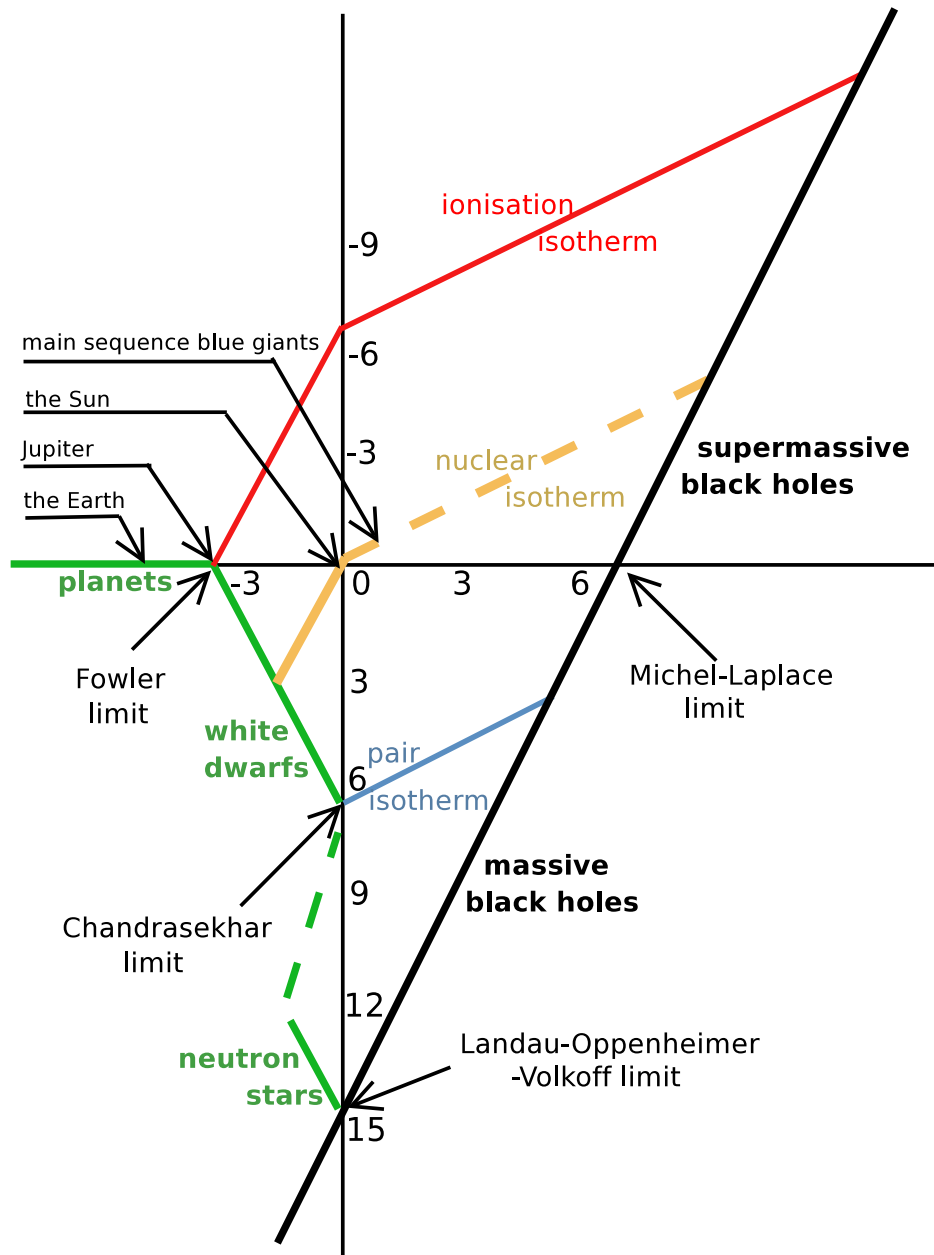 ionisation
isotherm
-9
main sequence blue giants
-6
the Sun
-3
Jupiter
nuclear
isotherm
supermassive
black holes
the Earth
planets
-3
0
3
6
Fowler
limit
3
Michel-Laplace
limit
white
dwarfs
pair
isotherm
6
massive
black holes
9
Chandrasekhar
limit
12
neutron
stars
Landau-Oppenheimer
-Volkoff limit
15